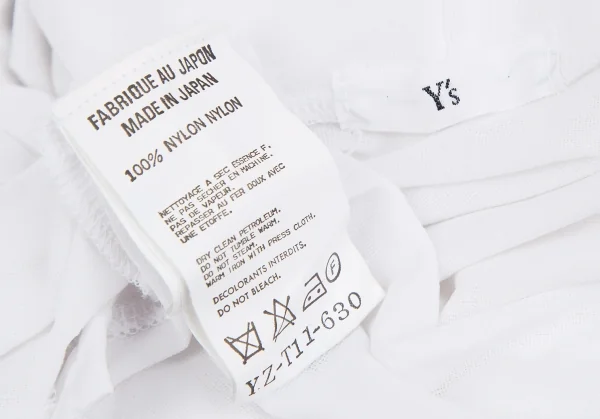 FABRIQUE AU JAPON
MADE IN JAPAN
100% NYLON NYLON
NETTOYAGE A SEC ESSENCE F.
NE PAS SECHER EN MACHINE.
PAS DE VAPEUR.
REPASSER AU FER DOUX AVEC
UNE ETOFFE.
DRY CLEAN PETROLEUM.
DO NOT TUMBLE WARM.
DO NOT STEAM.
WARM IRON WITH PRESS CLOTH.
DECOLORANTS INTERDITS.
DO NOT BLEACH.
F
YZ-T11-630
Y's